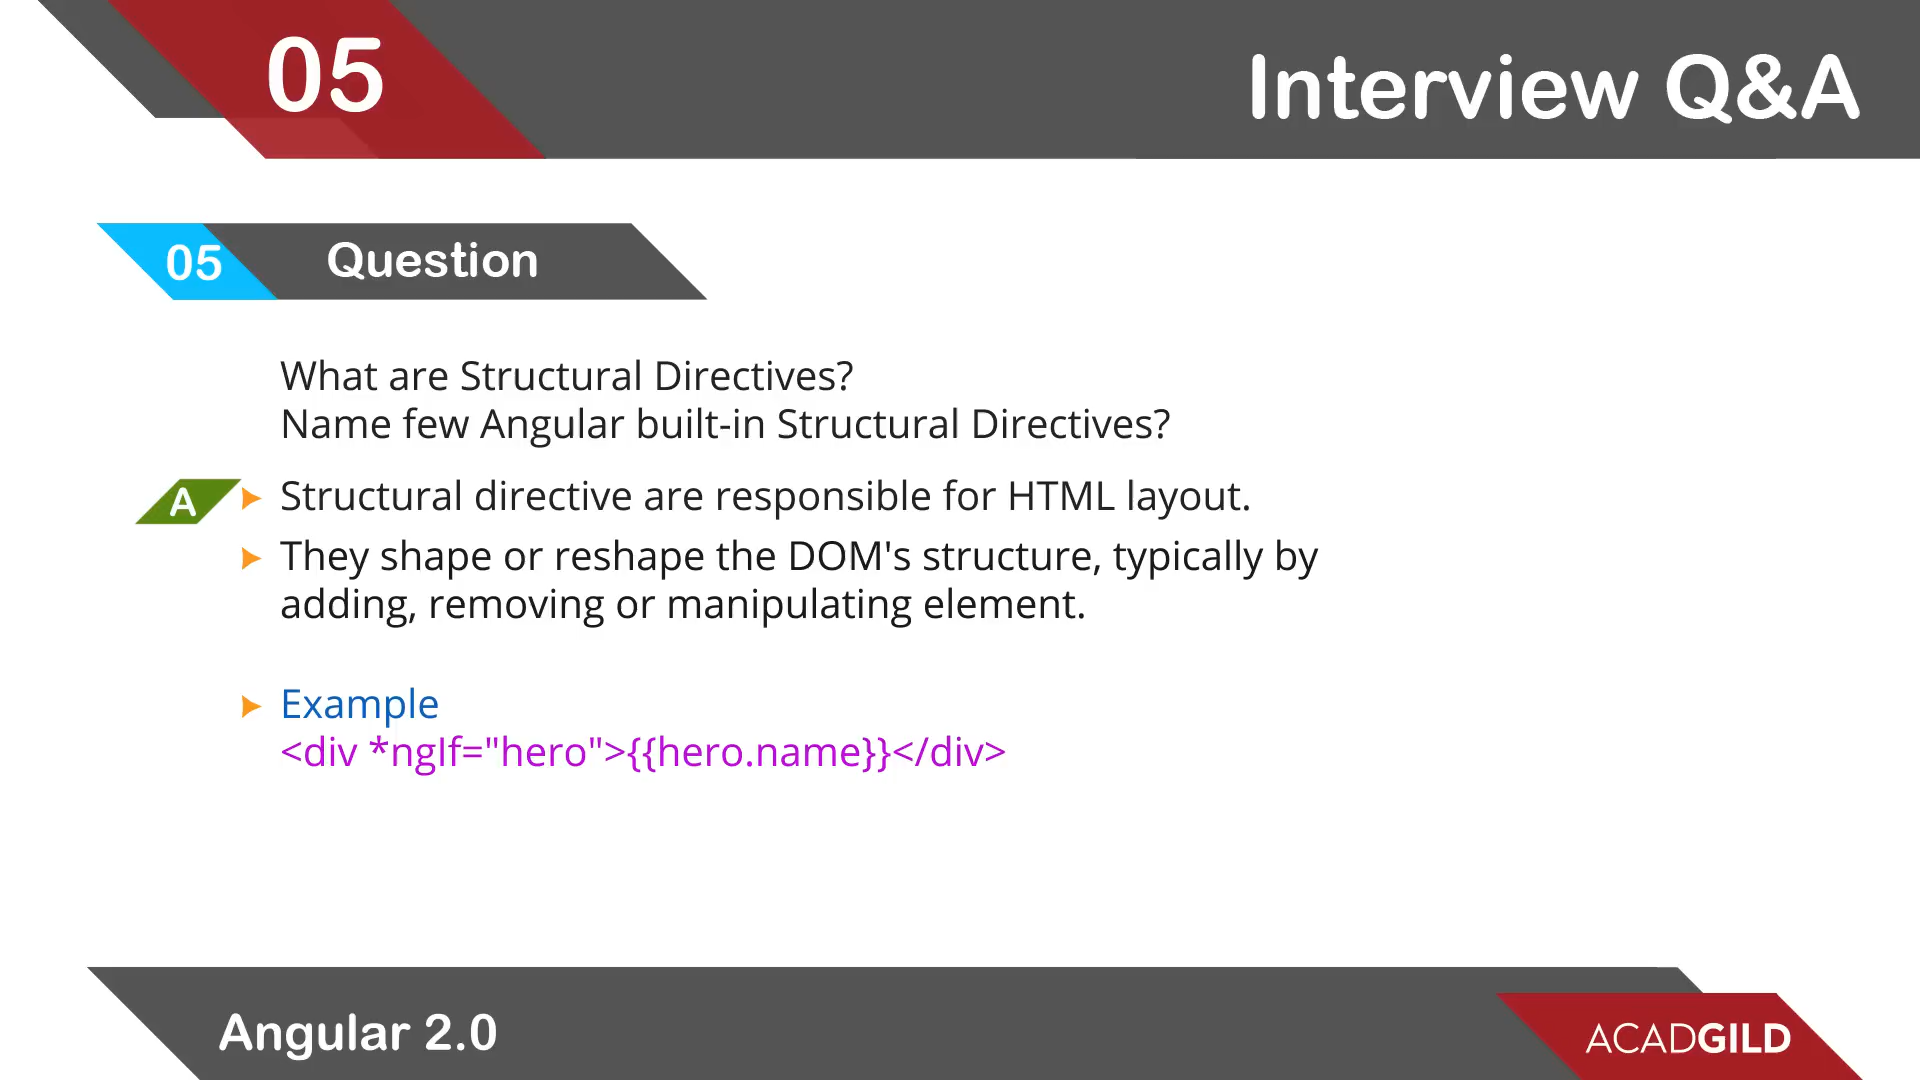 05
Interview Q&A
05 Question
What are Structural Directives?
Name few Angular built-in Structural Directives?
A Structural directive are responsible for HTML layout.
They shape or reshape the DOM's structure, typically by
adding, removing or manipulating element.
Example
<div *ngIf="hero">{{hero.name}}</div>
Angular 2.0
ACADGILD